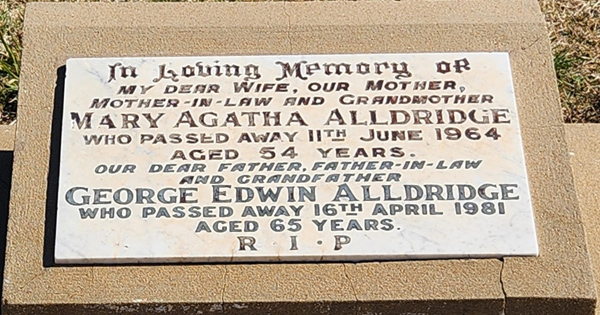 In Loving Memory of
MY DEAR WIFE, OUR MOTHER,
MOTHER-IN-LAW AND GRANDMOTHER
MARY AGATHA ALLDRIDGE
WHO PASSED AWAY 11TH JUNE 1964
AGED 54 YEARS.
OUR DEAR FATHER, FATHER-IN-LAW
AND GRANDFATHER
GEORGE EDWIN ALLDRIDGE
WHO PASSED AWAY 16TH APRIL 1981
AGED 65 YEARS.
R I · P